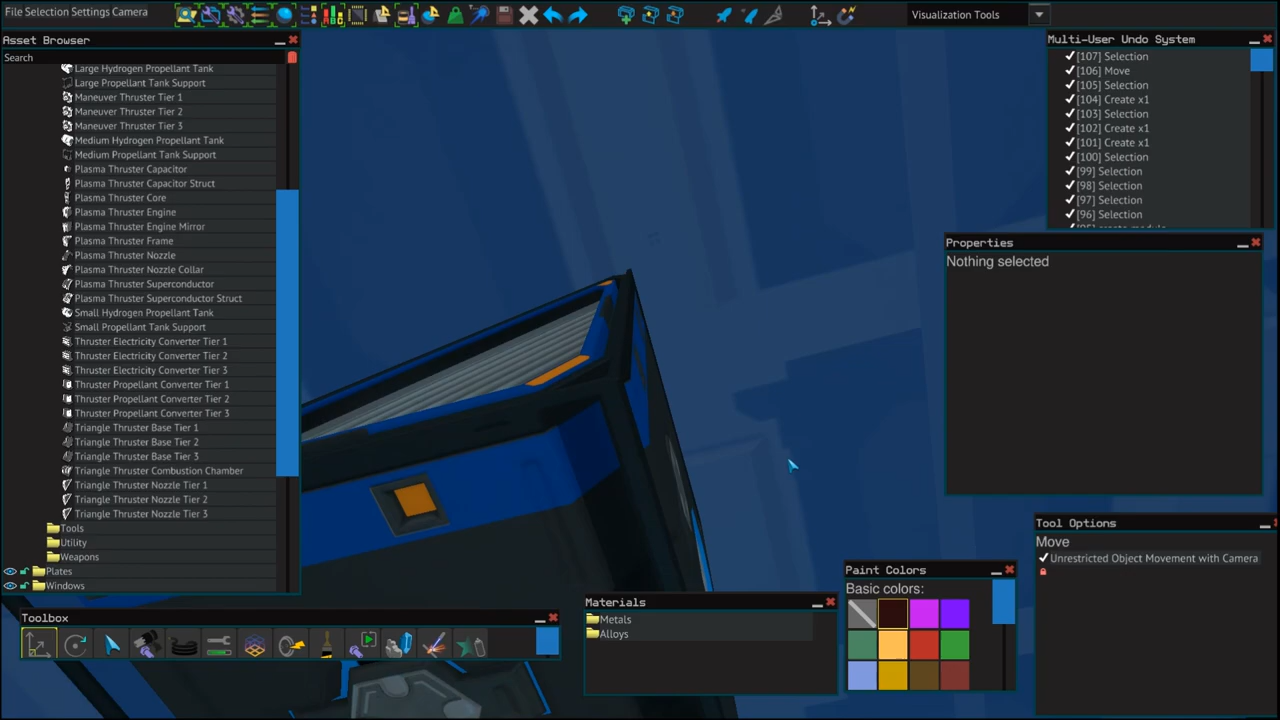 File Selection Settings Camera
Visualization Tools
Asset Browser
Search
Large Hydrogen Propellant Tank
Large Propellant Tank Support
Maneuver Thruster Tier 1
Maneuver Thruster Tier 2
Maneuver Thruster Tier 3
Medium Hydrogen Propellant Tank
Medium Propellant Tank Support
Plasma Thruster Capacitor
Plasma Thruster Capacitor Struct
Plasma Thruster Core
Plasma Thruster Engine
Plasma Thruster Engine Mirror
Plasma Thruster Frame
Plasma Thruster Nozzle
Plasma Thruster Nozzle Collar
Plasma Thruster Superconductor
Plasma Thruster Superconductor Struct
Small Hydrogen Propellant Tank
Small Propellant Tank Support
Thruster Electricity Converter Tier 1
Thruster Electricity Converter Tier 2
Thruster Electricity Converter Tier 3
Thruster Propellant Converter Tier 1
Thruster Propellant Converter Tier 2
Thruster Propellant Converter Tier 3
Triangle Thruster Base Tier 1
Triangle Thruster Base Tier 2
Triangle Thruster Base Tier 3
Triangle Thruster Combustion Chamber
Triangle Thruster Nozzle Tier 1
Triangle Thruster Nozzle Tier 2
Triangle Thruster Nozzle Tier 3
Tools
Utility
Weapons
Plates
Windows
Toolbox
Materials
Metals
Alloys
Paint Colors
Basic colors:
Multi-User Undo System
[107] Selection
[106] Move
[105] Selection
[104] Create x1
[103] Selection
[102] Create x1
[101] Create x1
[100] Selection
[99] Selection
[98] Selection
[97] Selection
[96] Selection
Properties
Nothing selected
Tool Options
Move
Unrestricted Object Movement with Camera